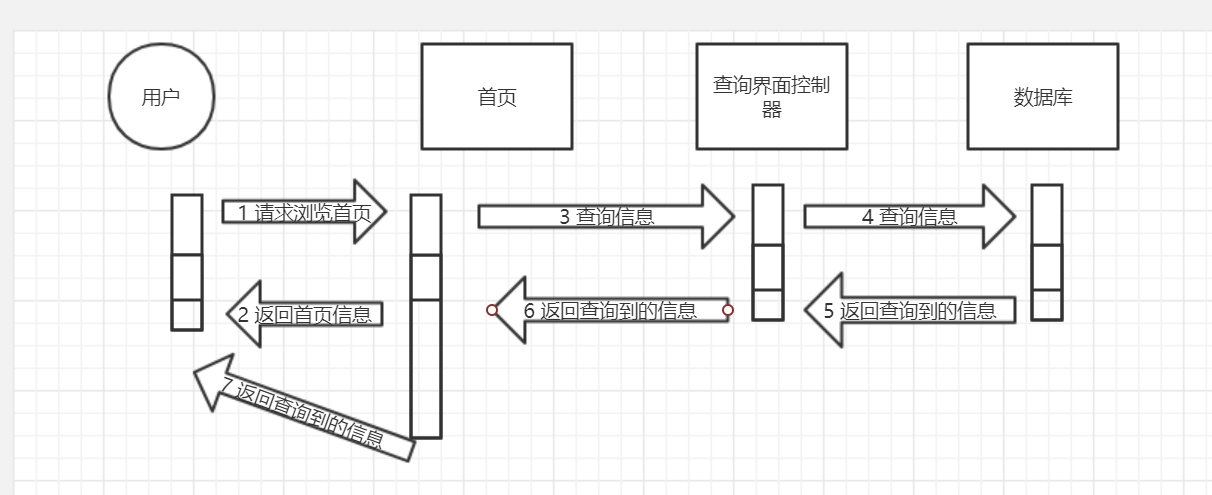 用户
首页
查询界面控制
器
数据库
1 请求浏览首页
3 查询信息
4 查询信息
2 返回首页信息
6 返回查询到的信息
5 返回查询到的信息
7 返回查询到的信息